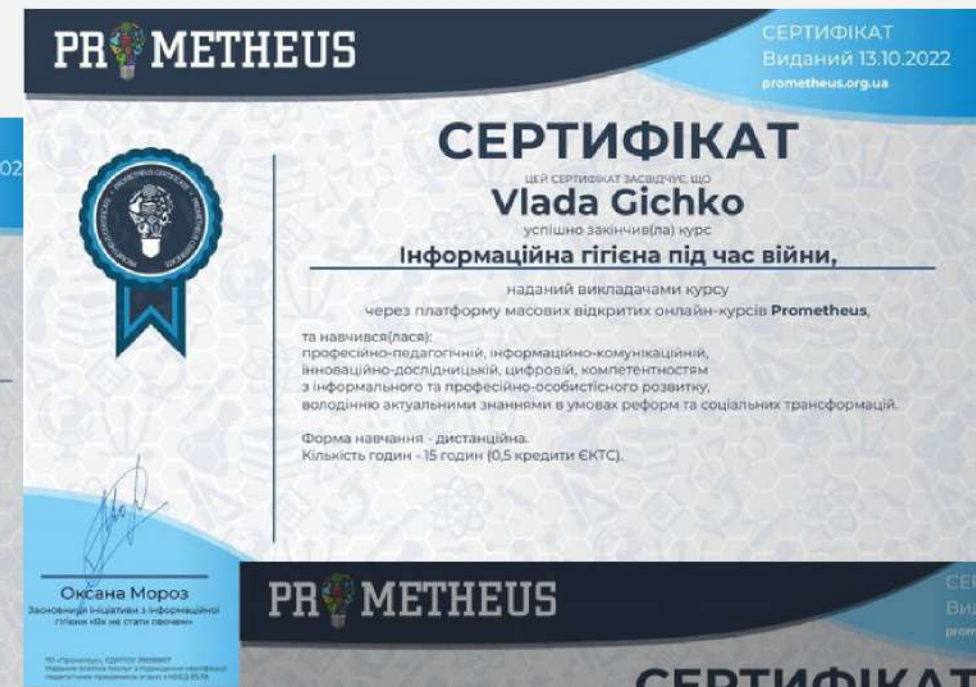 PROMETHEUS
СЕРТИФІКАТ
Виданий 13.10.2022
prometheus.org.ua
02
СЕРТИФІКАТ
ЦЕЙ СЕРТИФІКАТ ЗАСВІДЧУЄ, ЩО
Vlada Gichko
успішно закінчив(ла) курс
Інформаційна гігієна під час війни,
наданий викладачами курсу
через платформу масових відкритих онлайн-курсів Prometheus,
та навчився(лася):
професійно-педагогічній, інформаційно-комунікаційній,
інноваційно-дослідницькій, цифровій, компетентностям
з інформального та професійно-особистісного розвитку,
володінню актуальними знаннями в умовах реформ та соціальних трансформацій.
Форма навчання - дистанційна.
Кількість годин - 15 годин (0,5 кредити ЄКТС).
Оксана Мороз
Засновниця ініціативи з інформаційної
гігієни «Як не стати овочем»
PROMETHEUS
СЕРТИФІКАТ